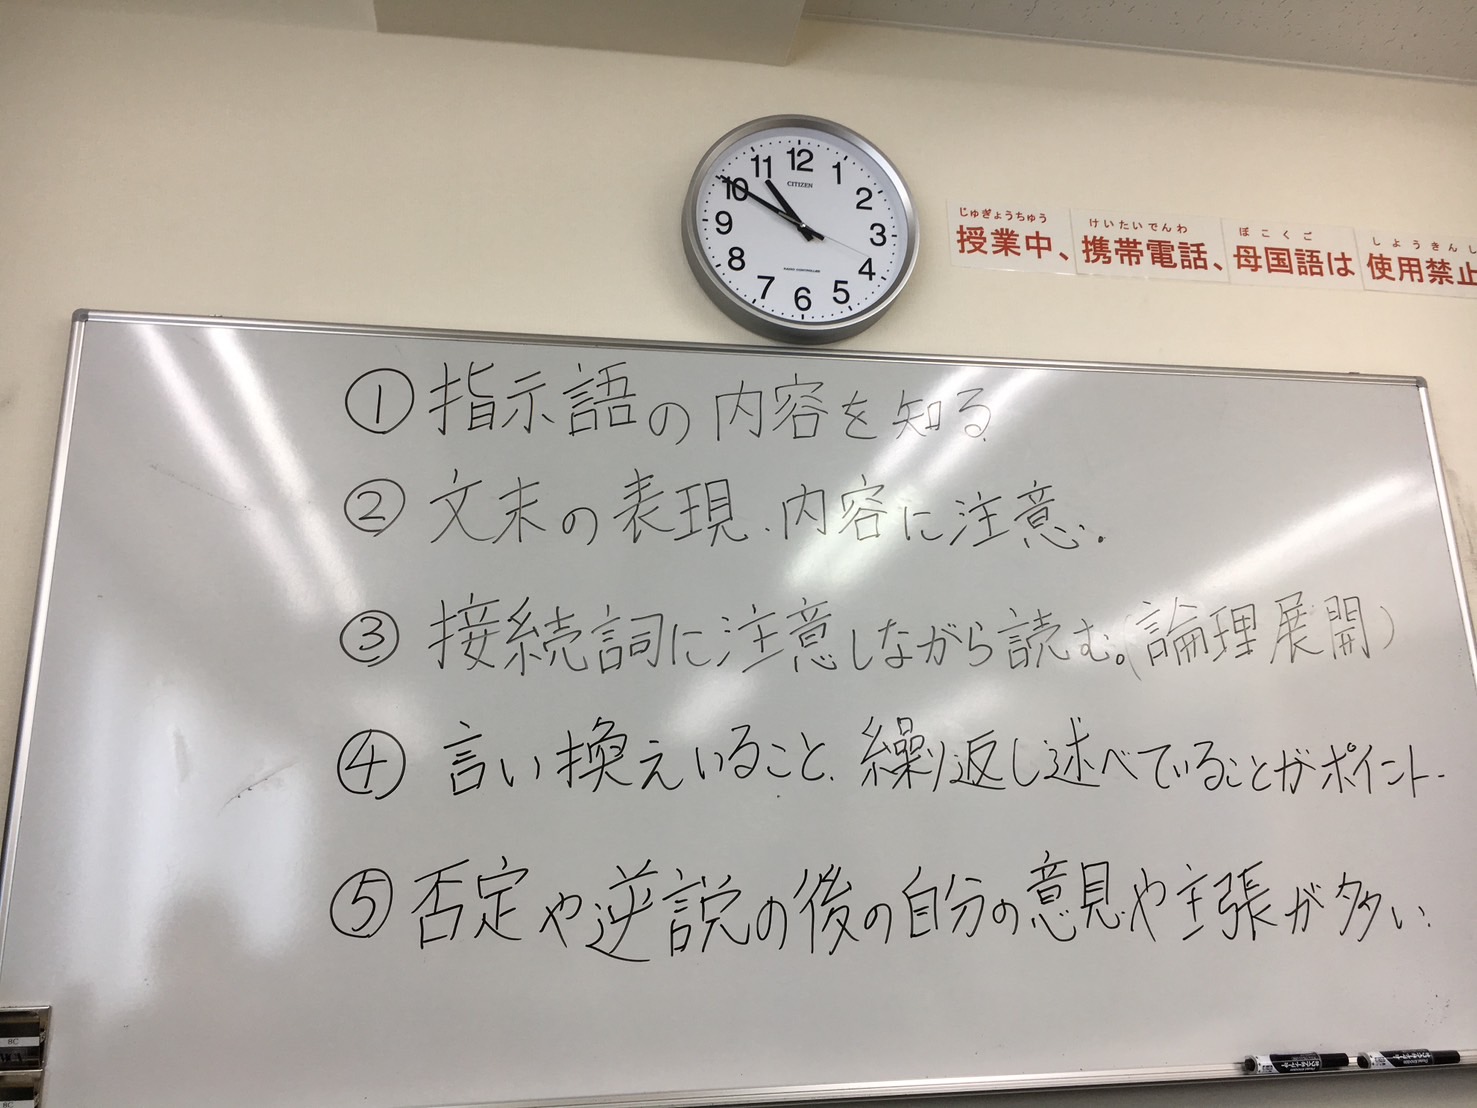 12
1
2
3
4
5
6
7
8
9
10
11
CITIZEN
RADIO CONTROLLED
じゅぎょうちゅう けいたいでんわ ぼこくご しようきんし
授業中、携帯電話、母国語は使用禁止
①指示語の内容を知る
②文末の表現、内容に注意。
③接続詞に注意しながら読む。(論理展開)
④言い換えいること、繰り返し述べていることがポイント。
⑤否定や逆説の後の自分の意見や主張が多い。
8C
8C